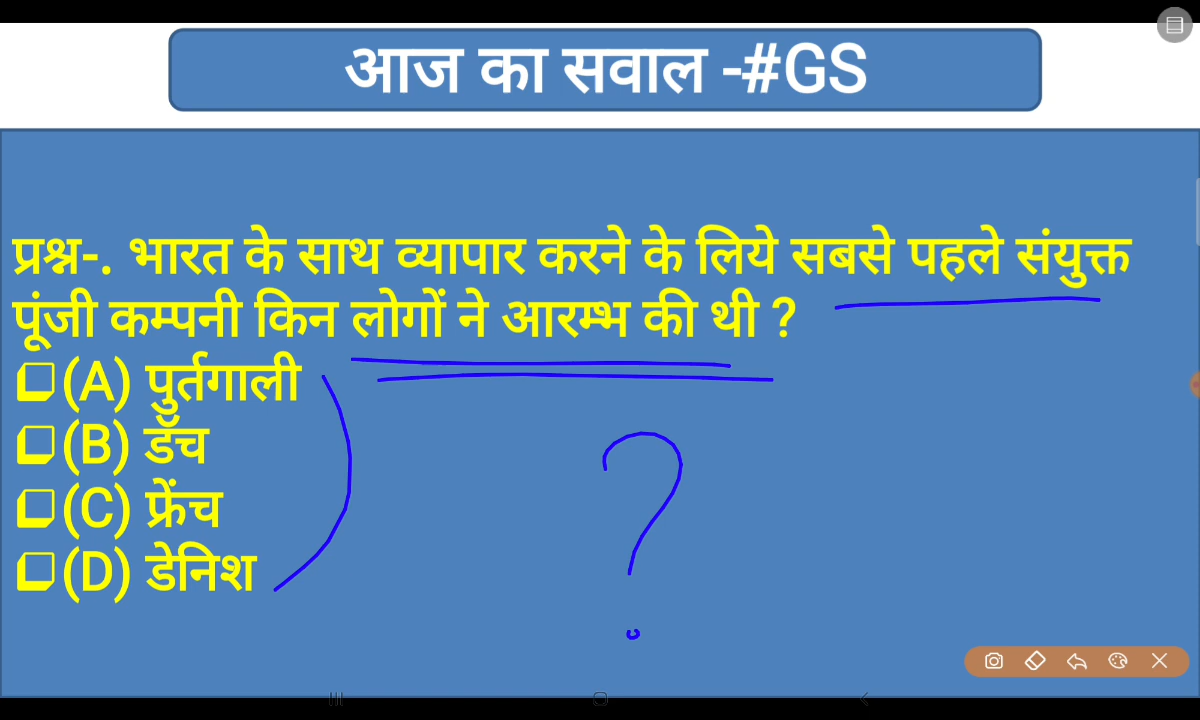 आज का सवाल -#GS
प्रश्न-. भारत के साथ व्यापार करने के लिये सबसे पहले संयुक्त
पूंजी कम्पनी किन लोगों ने आरम्भ की थी ?
❑(A) पुर्तगाली
❑(B) डॅच
❑(C) फ्रेंच
❑(D) डेनिश
?